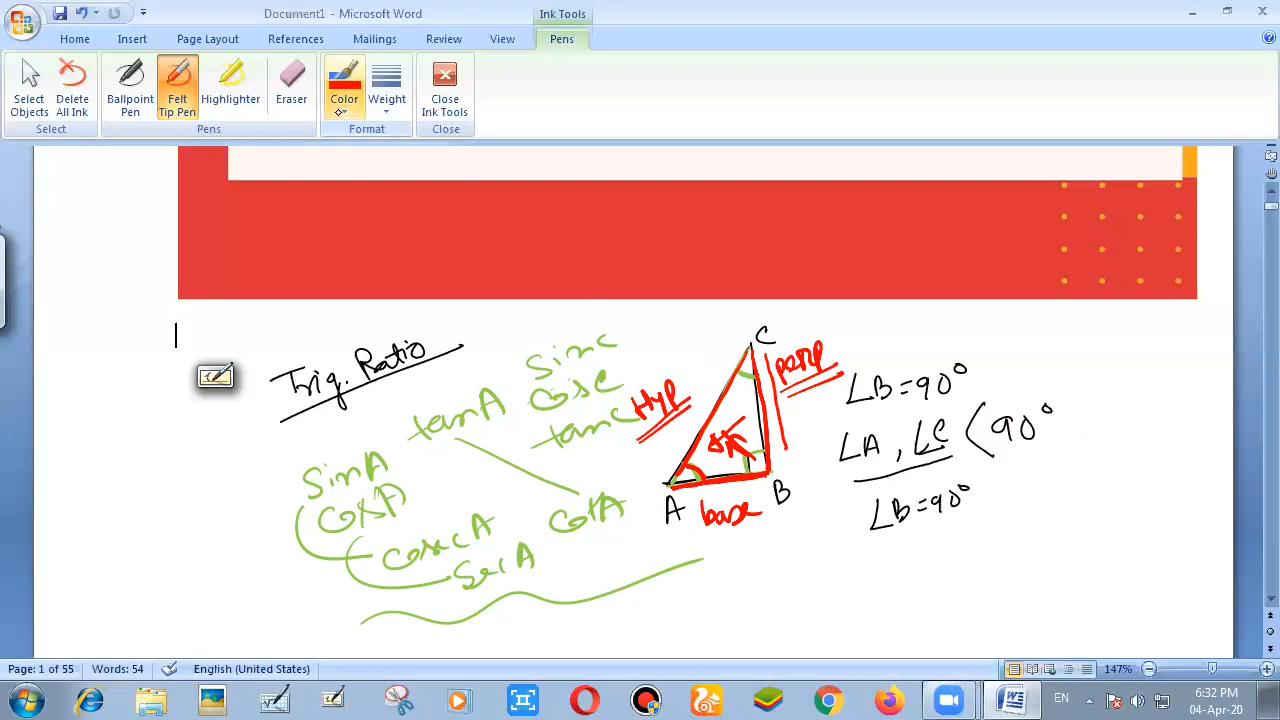 Document1 - Microsoft Word
Ink Tools
Home
Insert
Page Layout
References
Mailings
Review
View
Pens
Select Objects
Delete All Ink
Ballpoint Pen
Felt Tip Pen
Highlighter
Eraser
Color
Weight
Close Ink Tools
Select
Pens
Format
Close
Trig. Ratio
tanA
sinC
cosC
tanC
sinA
cosA
cosecA
secA
cotA
Hyp
perp
base
A
B
C
∠B=90°
∠A, ∠C < 90°
∠B=90°
Page: 1 of 55
Words: 54
English (United States)
147%
EN
6:32 PM
04-Apr-20